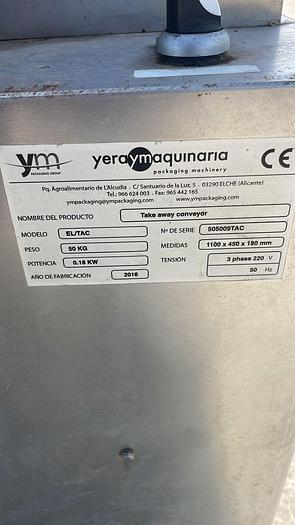 ym yeraymaquinaria CE
PACKAGING GROUP packaging machinery
Pq. Agroalimentario de L'Alcudia - C/ Santuario de la Luz, 5 - 03290 ELCHE (Alicante)
Tel.: 966 624 003 - Fax: 965 442 165
ympackaging@ympackaging.com - www.ympackaging.com
NOMBRE DEL PRODUCTO Take away conveyor
MODELO EL/TAC Nº DE SERIE 505009TAC
PESO 50 KG MEDIDAS 1100 x 450 x 180 mm
POTENCIA 0.18 KW TENSIÓN 3 phase 220 V
AÑO DE FABRICACIÓN 2016 50 Hz